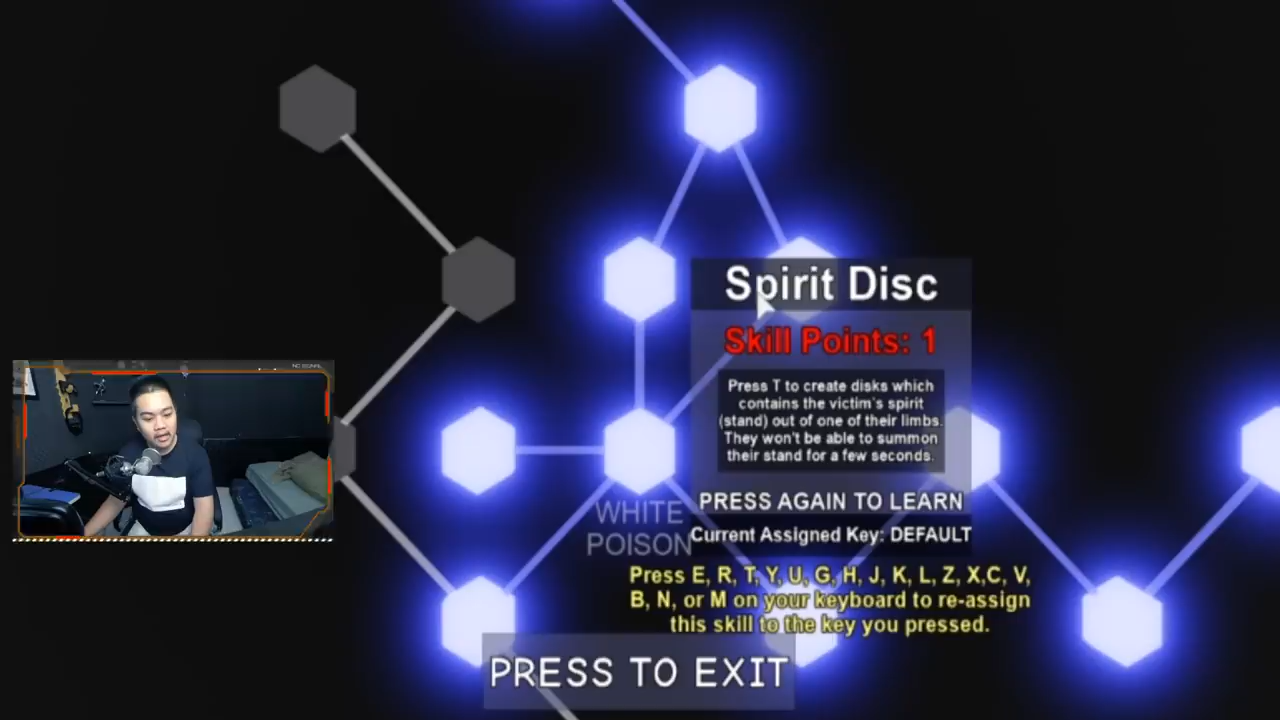 Spirit Disc
Skill Points: 1
Press T to create disks which
contains the victim's spirit
(stand) out of one of their limbs.
They won't be able to summon
their stand for a few seconds.
PRESS AGAIN TO LEARN
WHITE
POISON
Current Assigned Key: DEFAULT
Press E, R, T, Y, U, G, H, J, K, L, Z, X,C, V,
B, N, or M on your keyboard to re-assign
this skill to the key you pressed.
PRESS TO EXIT